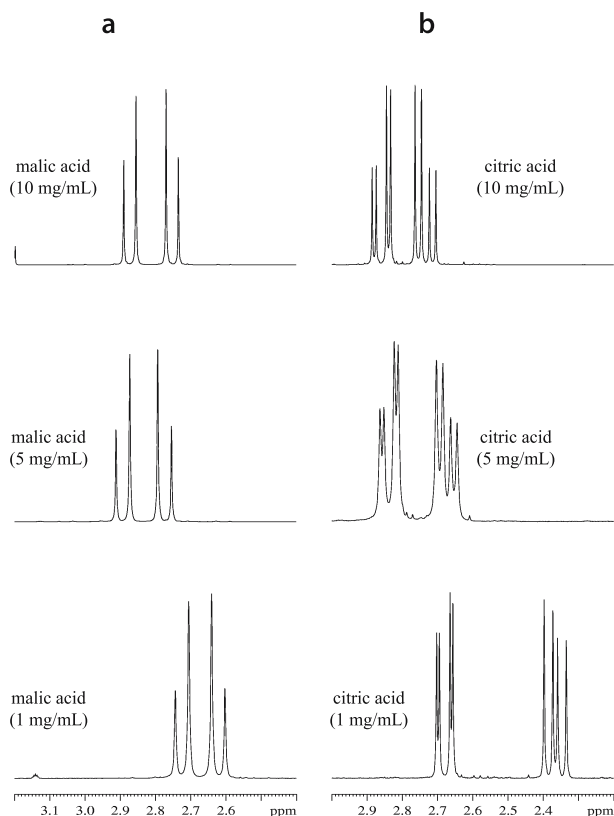 a
b
malic acid
(10 mg/mL)
citric acid
(10 mg/mL)
malic acid
(5 mg/mL)
citric acid
(5 mg/mL)
malic acid
(1 mg/mL)
citric acid
(1 mg/mL)
3.1 3.0 2.9 2.8 2.7 2.6 ppm
2.9 2.8 2.7 2.6 2.5 2.4 ppm